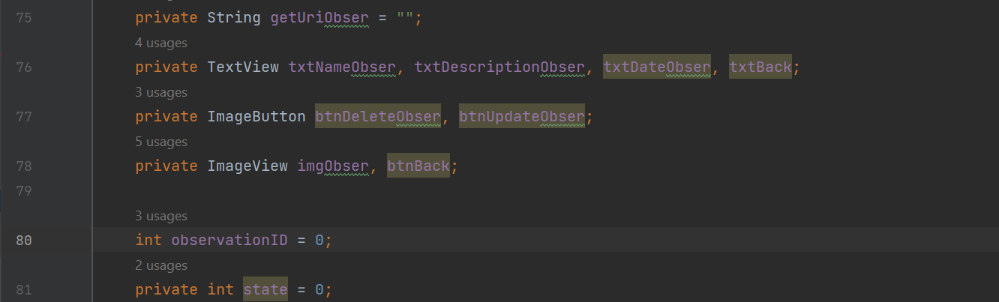 75 private String getUriObser = "";
4 usages
76 private TextView txtNameObser, txtDescriptionObser, txtDateObser, txtBack;
3 usages
77 private ImageButton btnDeleteObser, btnUpdateObser;
5 usages
78 private ImageView imgObser, btnBack;
79
3 usages
80 int observationID = 0;
2 usages
81 private int state = 0;